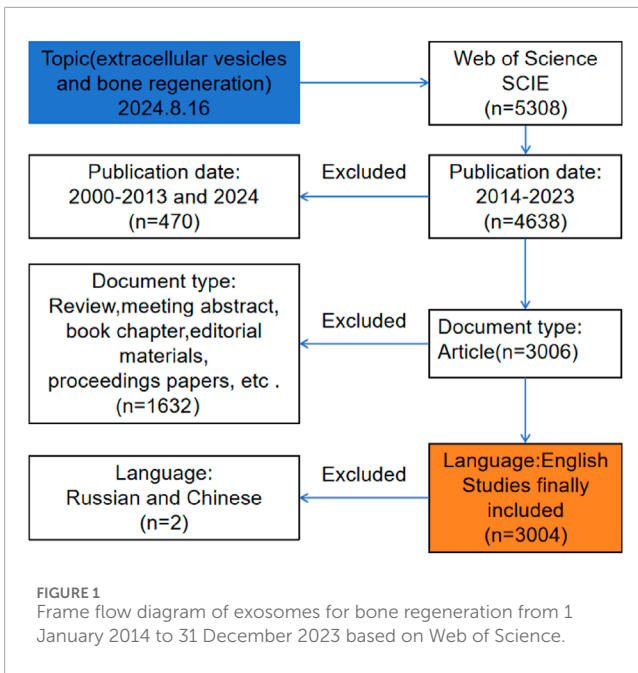 Topic(extracellular vesicles
and bone regeneration)
2024.8.16
Web of Science
SCIE
(n=5308)
Publication date:
2000-2013 and 2024
(n=470)
Excluded
Publication date:
2014-2023
(n=4638)
Document type:
Review,meeting abstract,
book chapter,editorial
materials,
proceedings papers, etc .
(n=1632)
Excluded
Document type:
Article(n=3006)
Language:
Russian and Chinese
(n=2)
Excluded
Language:English
Studies finally
included
(n=3004)
FIGURE 1
Frame flow diagram of exosomes for bone regeneration from 1
January 2014 to 31 December 2023 based on Web of Science.